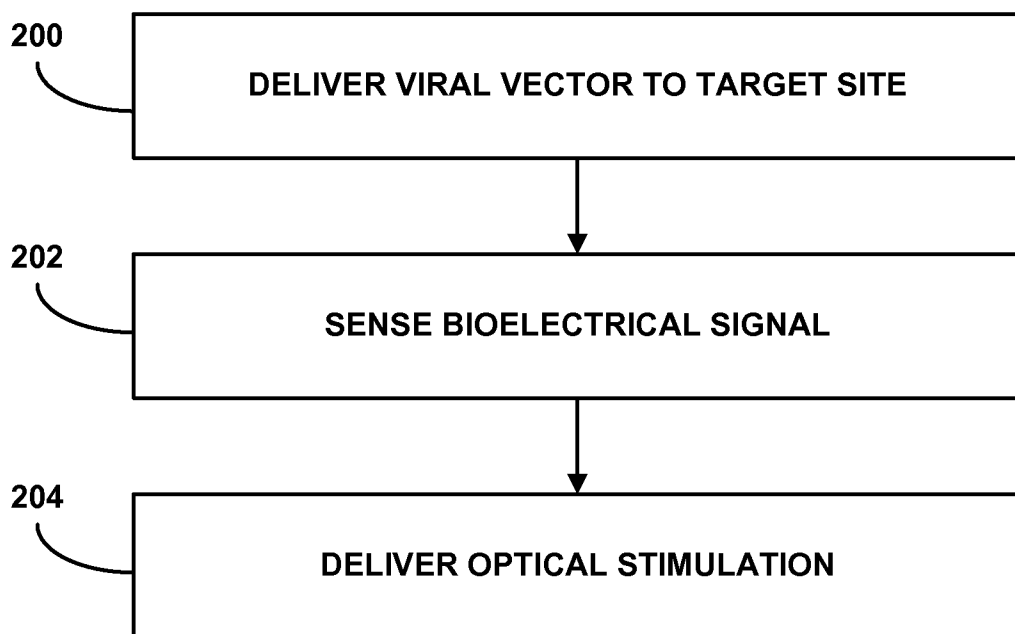 200
DELIVER VIRAL VECTOR TO TARGET SITE
202
SENSE BIOELECTRICAL SIGNAL
204
DELIVER OPTICAL STIMULATION